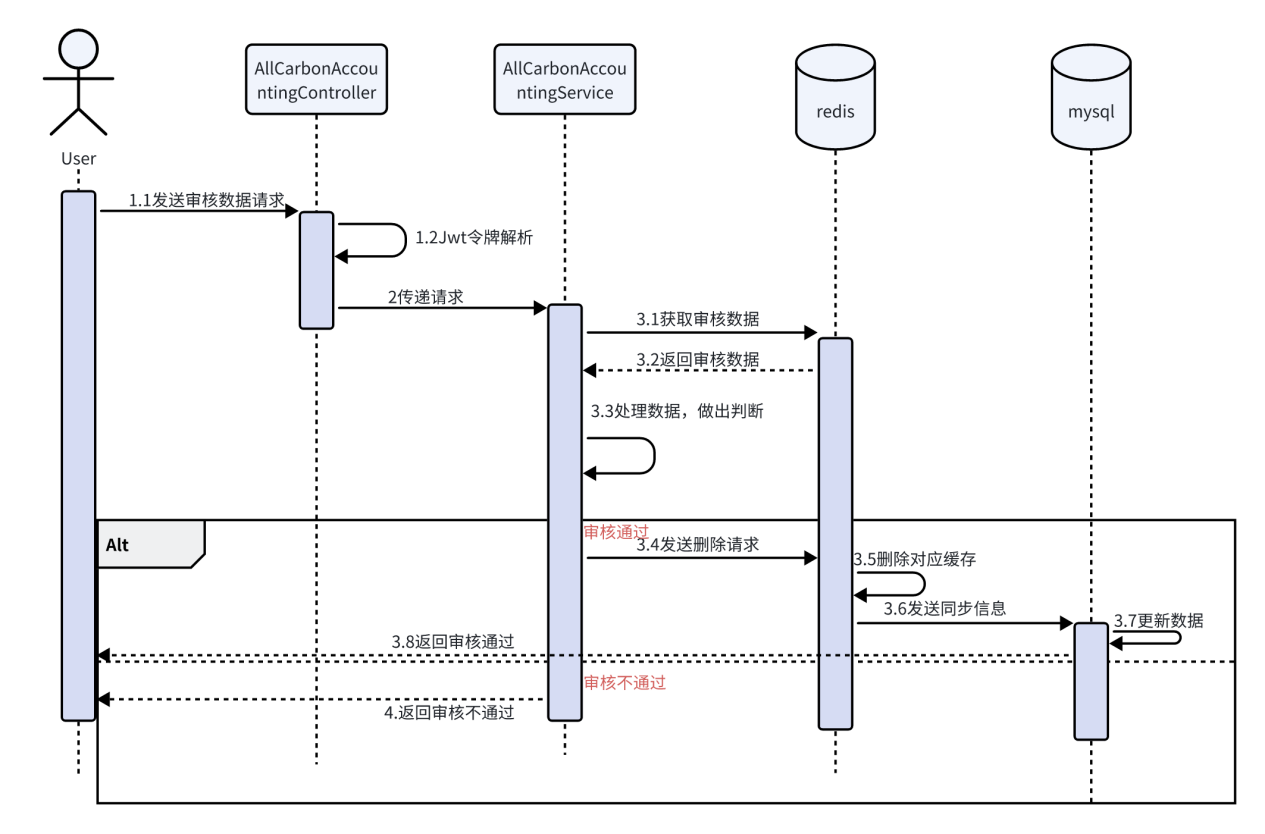 AllCarbonAccou
ntingController
AllCarbonAccou
ntingService
redis
mysql
User
1.1发送审核数据请求
1.2Jwt令牌解析
2传递请求
3.1获取审核数据
3.2返回审核数据
3.3处理数据，做出判断
Alt
审核通过
3.4发送删除请求
3.5删除对应缓存
3.6发送同步信息
3.7更新数据
3.8返回审核通过
审核不通过
4.返回审核不通过